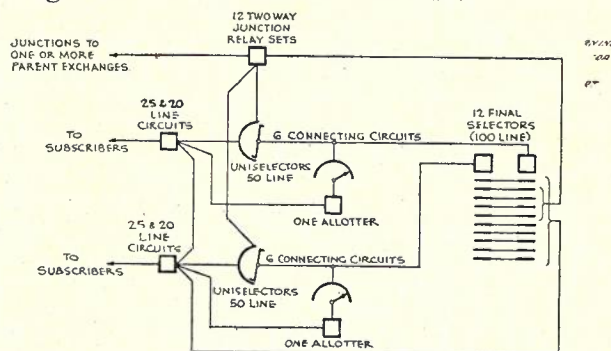 12 TWO WAY
JUNCTION
RELAY SETS
JUNCTIONS TO
ONE OR MORE
PARENT EXCHANGES
25 & 20
LINE
CIRCUITS
TO
SUBSCRIBERS
6 CONNECTING CIRCUITS
12 FINAL
SELECTORS
(100 LINE)
UNISELECTORS
50 LINE
ONE ALLOTTER
25 & 20
LINE
CIRCUITS
TO
SUBSCRIBERS
6 CONNECTING CIRCUITS
UNISELECTORS
50 LINE
ONE ALLOTTER